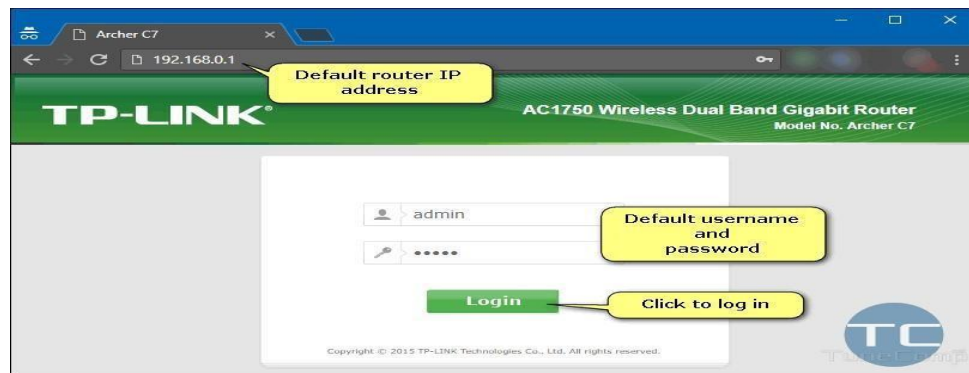 Archer C7
192.168.0.1
Default router IP
address
TP-LINK®
AC1750 Wireless Dual Band Gigabit Router
Model No. Archer C7
admin
Default username
and
password
•••••
Login
Click to log in
Copyright © 2015 TP-LINK Technologies Co., Ltd. All rights reserved.
TC
TuneComp